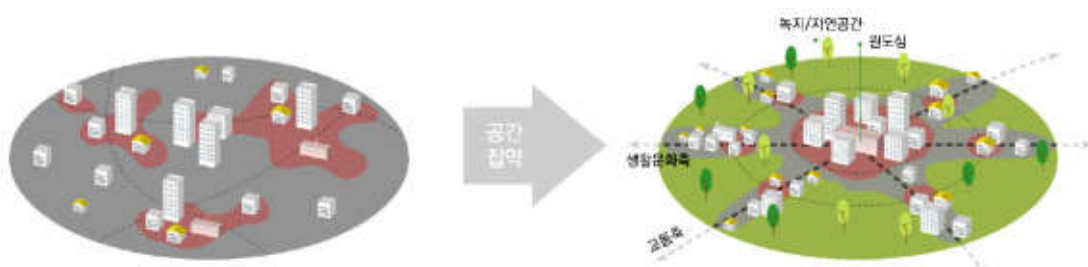 녹지/자연공간
원도심
공간
집약
생활문화축
교통축